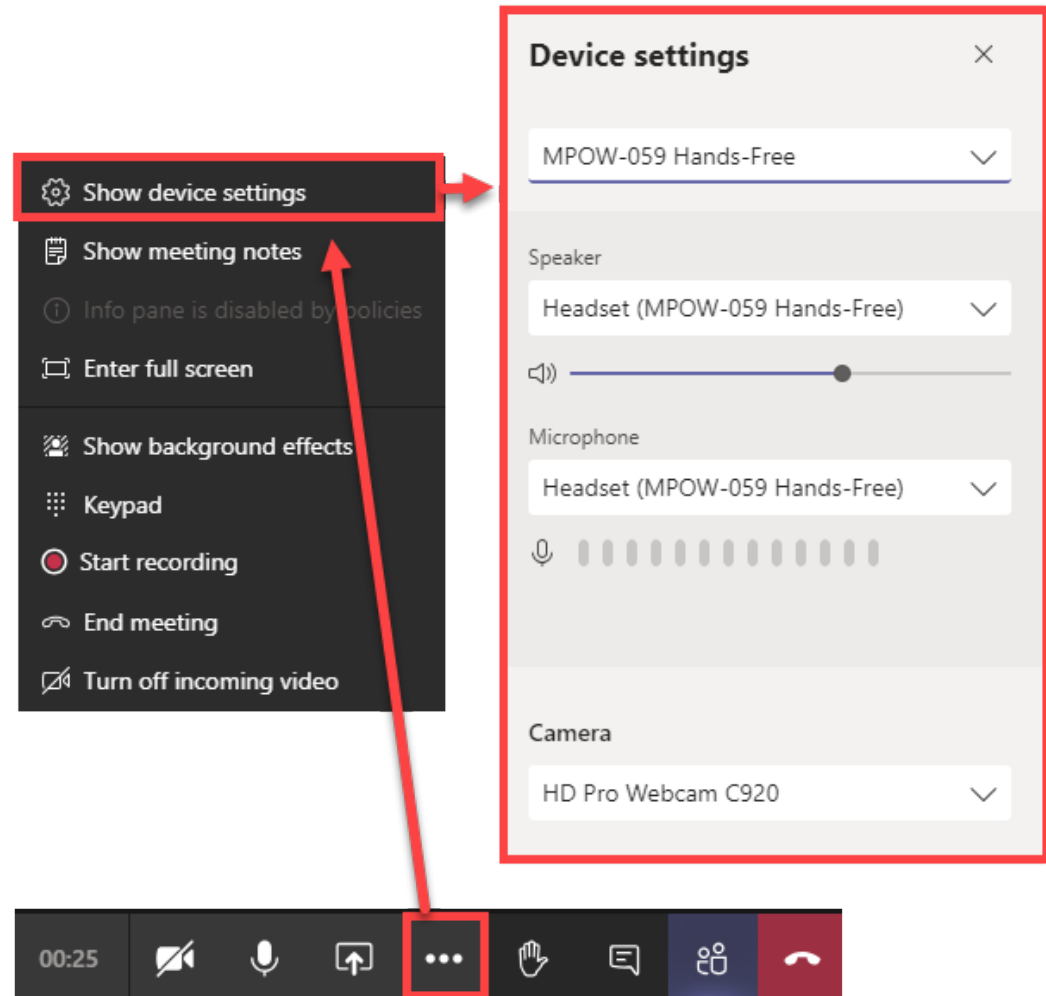 Device settings
MPOW-059 Hands-Free
Show device settings
Show meeting notes
Info pane is disabled by policies
Enter full screen
Show background effects
Keypad
Start recording
End meeting
Turn off incoming video
Speaker
Headset (MPOW-059 Hands-Free)
Microphone
Headset (MPOW-059 Hands-Free)
Camera
HD Pro Webcam C920
00:25